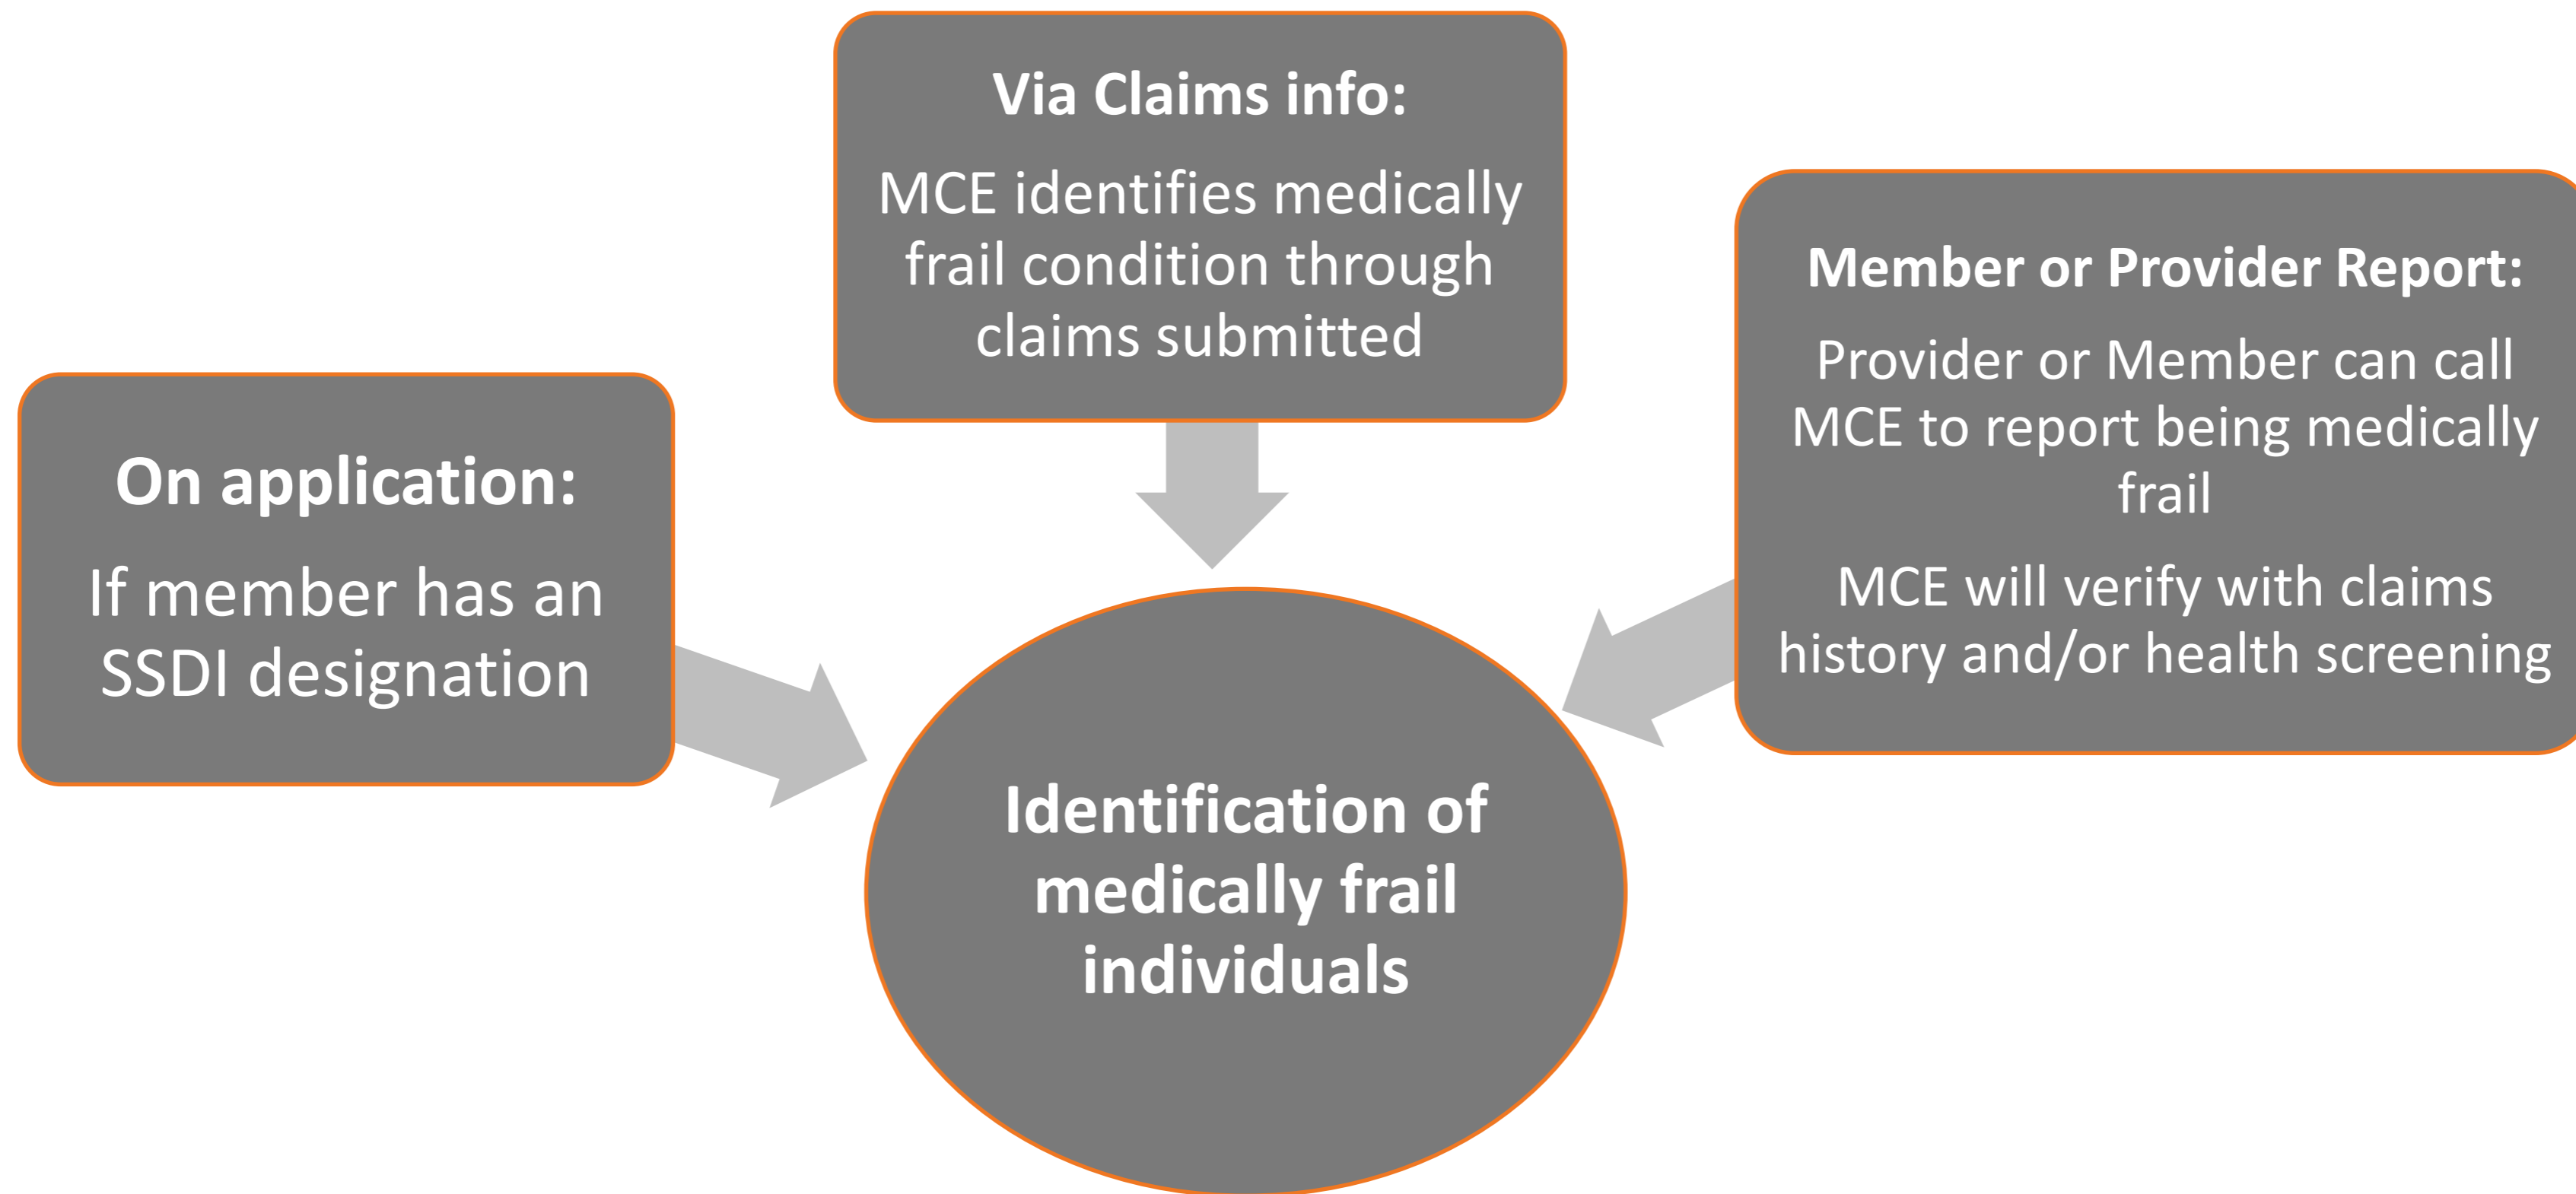 On application:
If member has an
SSDI designation
Via Claims info:
MCE identifies medically
frail condition through
claims submitted
Member or Provider Report:
Provider or Member can call
MCE to report being medically
frail
MCE will verify with claims
history and/or health screening
Identification of
medically frail
individuals